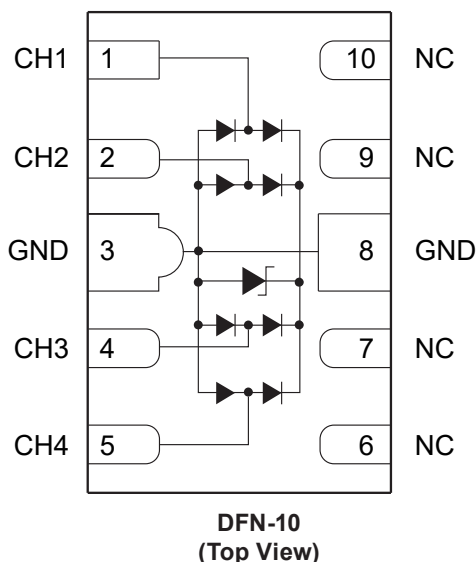 CH1 1 10 NC
CH2 2 9 NC
GND 3 8 GND
CH3 4 7 NC
CH4 5 6 NC
DFN-10
(Top View)